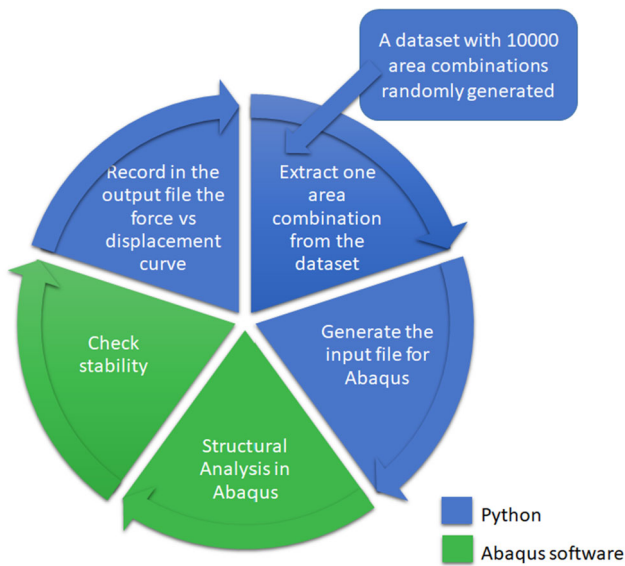 A dataset with 10000
area combinations
randomly generated
Extract one
area
combination
from the
dataset
Generate the
input file for
Abaqus
Structural
Analysis in
Abaqus
Check
stability
Record in the
output file the
force vs
displacement
curve
Python
Abaqus software